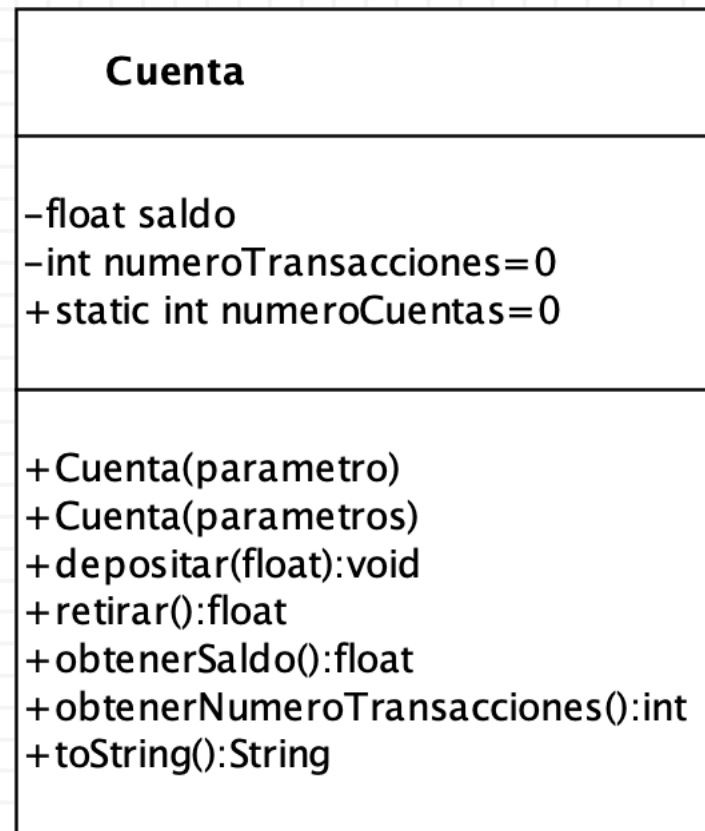 Cuenta
-float saldo
-int numeroTransacciones=0
+static int numeroCuentas=0
+Cuenta(parametro)
+Cuenta(parametros)
+depositar(float):void
+retirar():float
+obtenerSaldo():float
+obtenerNumeroTransacciones():int
+toString():String